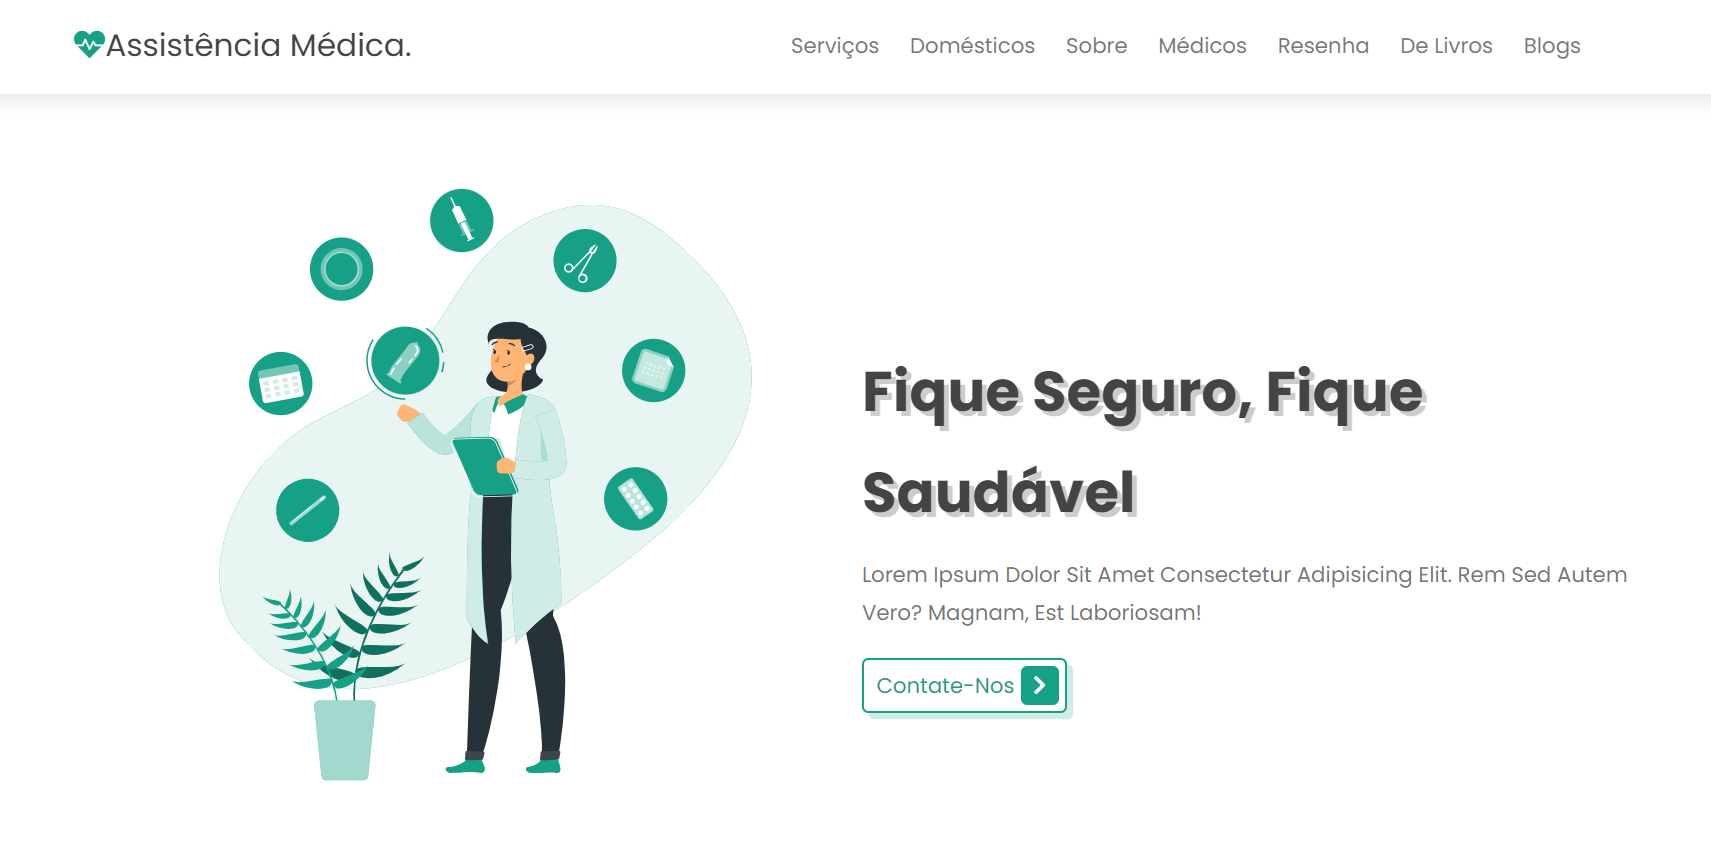 Assistência Médica.
Serviços Domésticos Sobre Médicos Resenha De Livros Blogs
Fique Seguro, Fique
Saudável
Lorem Ipsum Dolor Sit Amet Consectetur Adipisicing Elit. Rem Sed Autem
Vero? Magnam, Est Laboriosam!
Contate-Nos